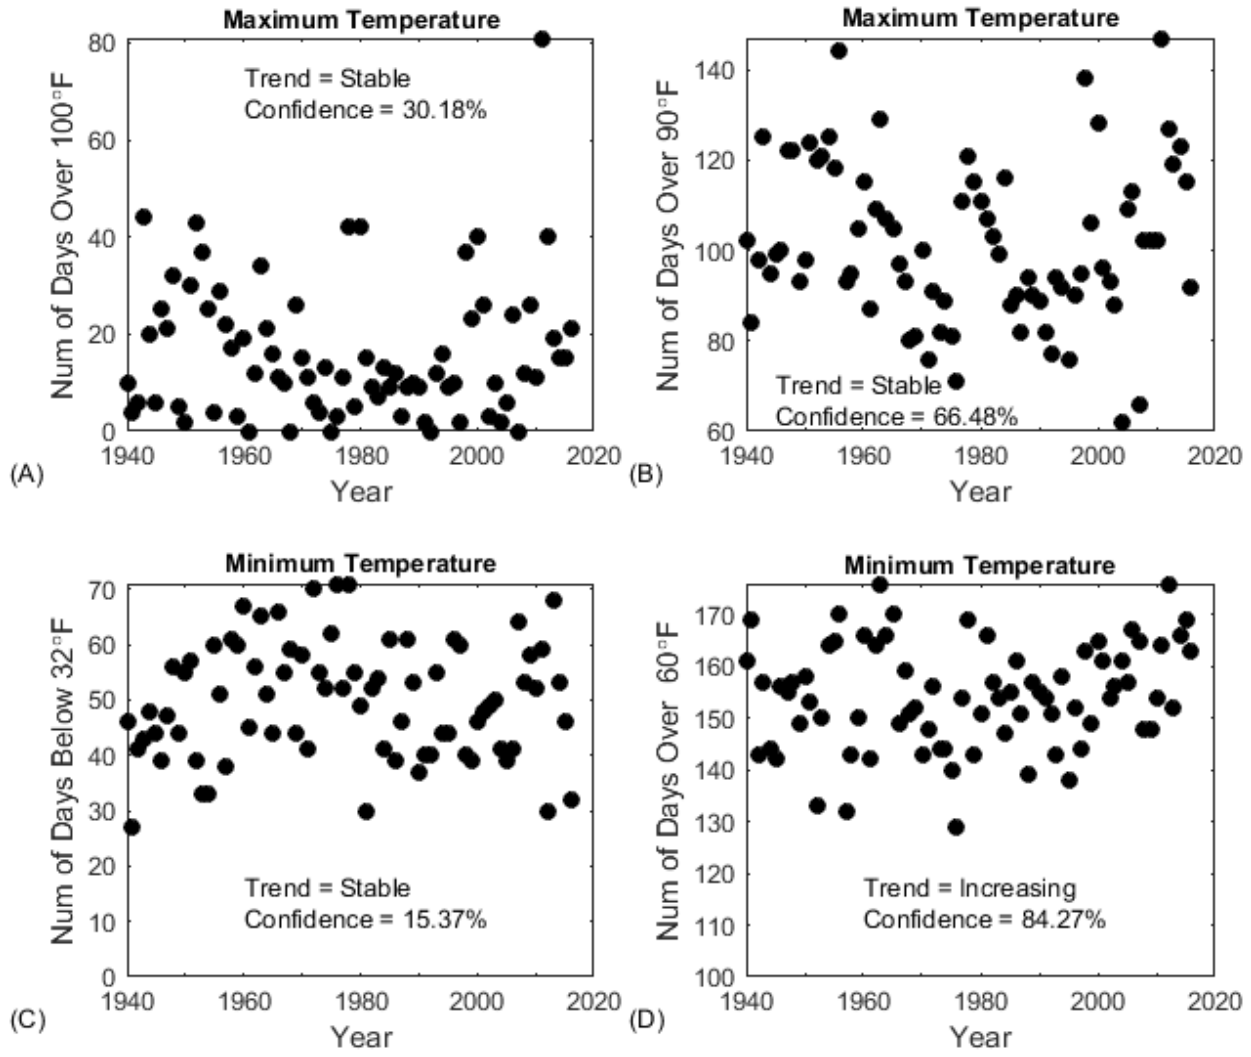 Maximum Temperature
Num of Days Over 100°F
80
60
40
20
0
Trend = Stable
Confidence = 30.18%
1940 1960 1980 2000 2020
Year
(A)
Maximum Temperature
Num of Days Over 90°F
140
120
100
80
60
Trend = Stable
Confidence = 66.48%
1940 1960 1980 2000 2020
Year
(B)
Minimum Temperature
Num of Days Below 32°F
70
60
50
40
30
20
10
0
Trend = Stable
Confidence = 15.37%
1940 1960 1980 2000 2020
Year
(C)
Minimum Temperature
Num of Days Over 60°F
170
160
150
140
130
120
110
100
Trend = Increasing
Confidence = 84.27%
1940 1960 1980 2000 2020
Year
(D)